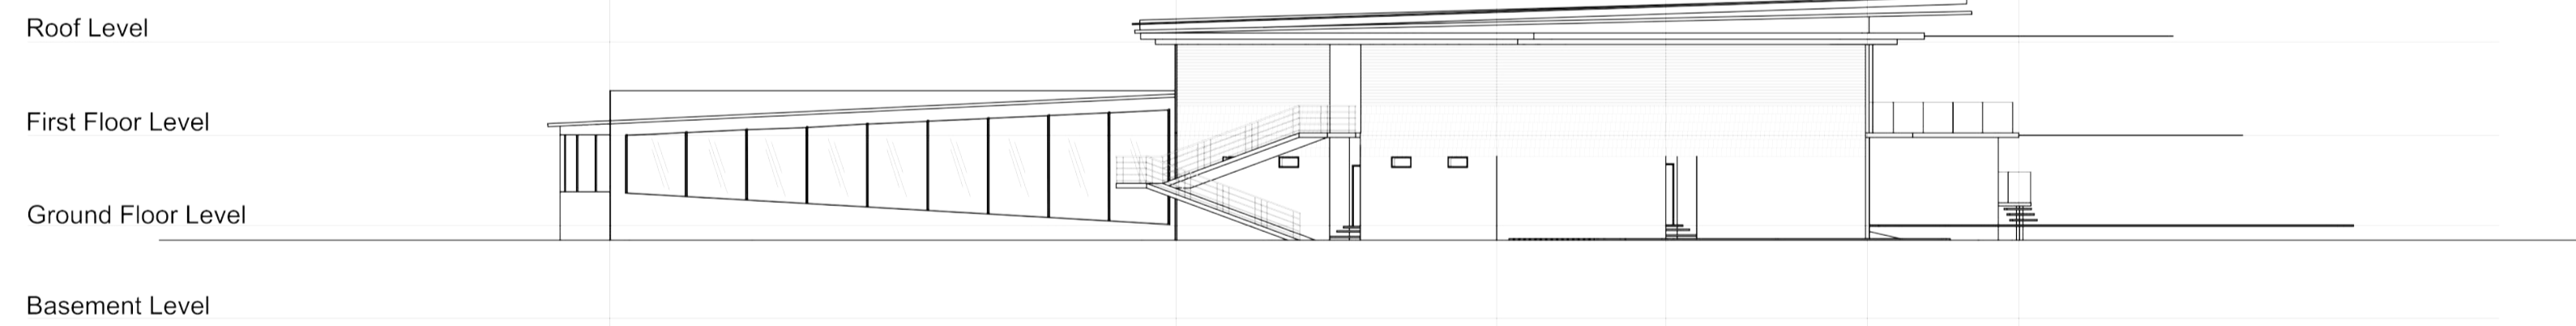 Roof Level
First Floor Level
Ground Floor Level
Basement Level